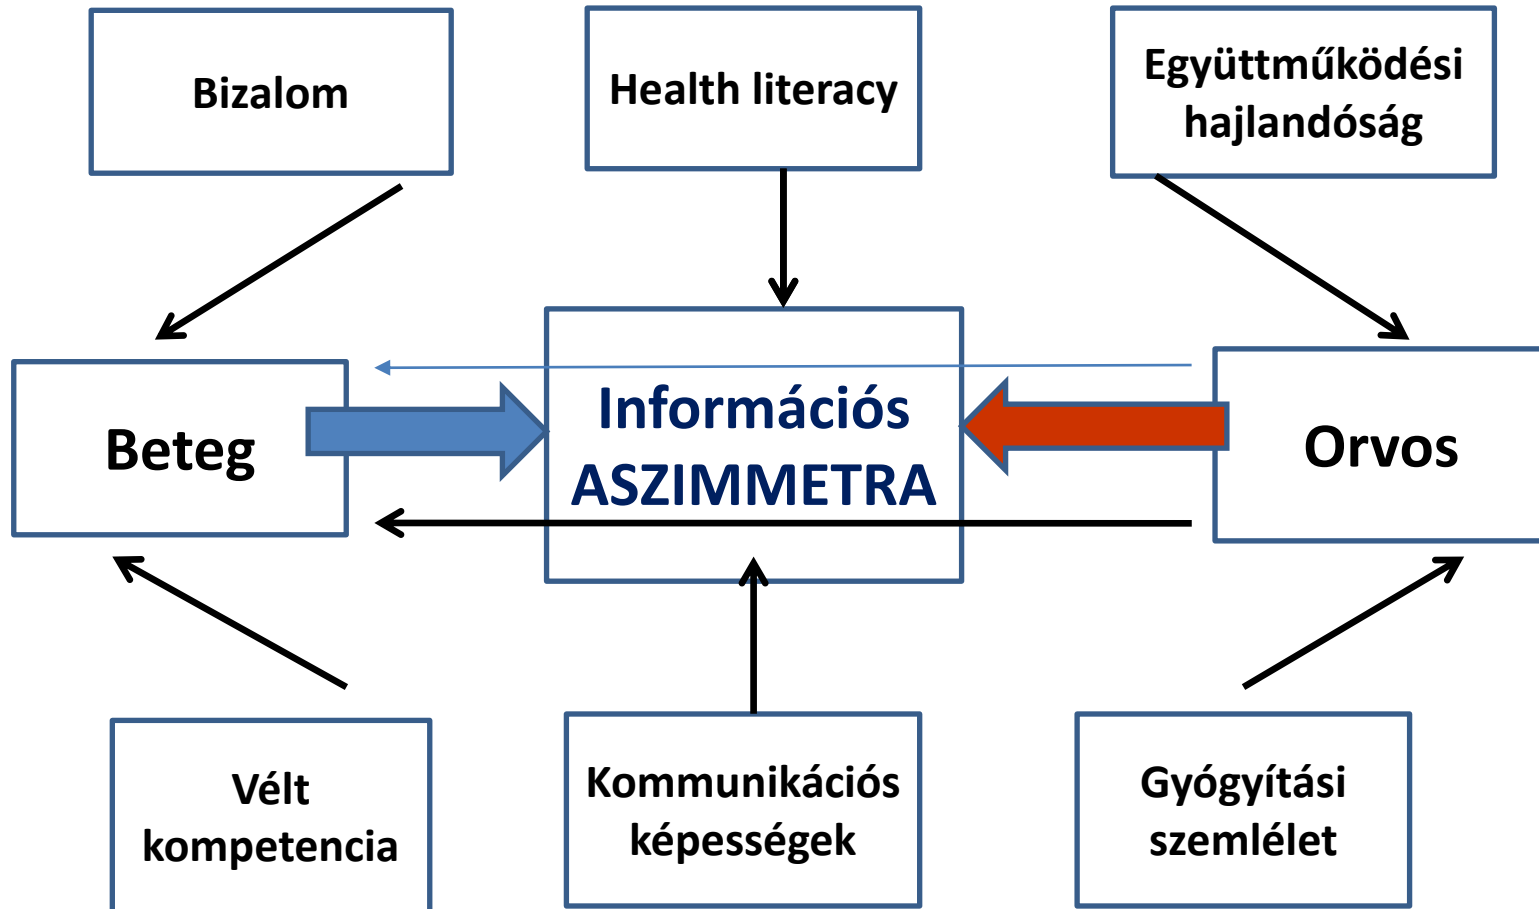 Bizalom
Health literacy
Együttműködési
hajlandóság
Beteg
Információs
ASZIMMETRA
Orvos
Vélt
kompetencia
Kommunikációs
képességek
Gyógyítási
szemlélet